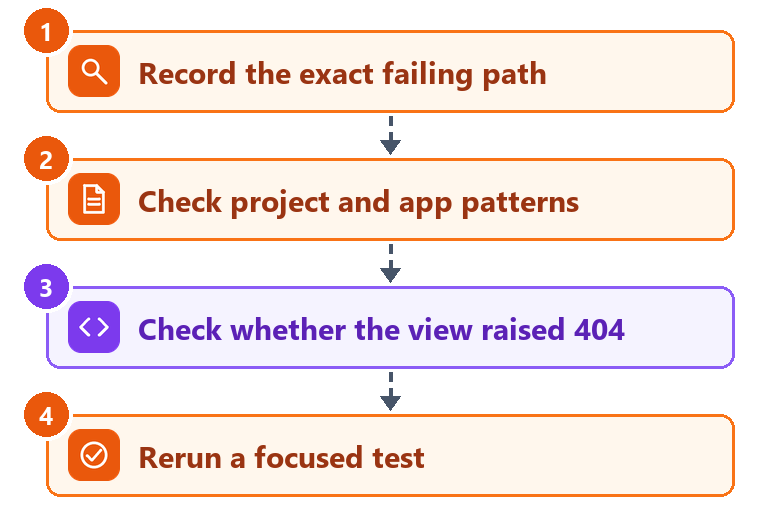 1
Record the exact failing path
2
Check project and app patterns
3
Check whether the view raised 404
4
Rerun a focused test